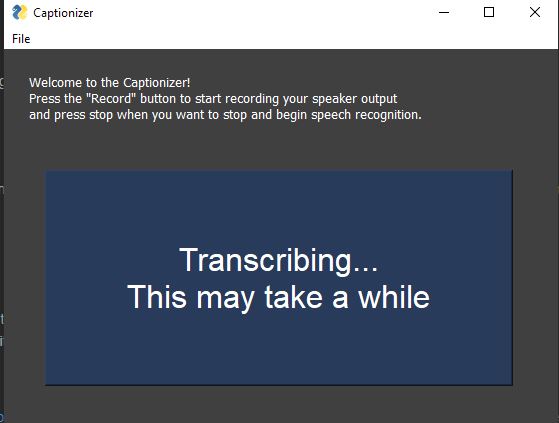 Captionizer
File
Welcome to the Captionizer!
Press the "Record" button to start recording your speaker output
and press stop when you want to stop and begin speech recognition.
Transcribing...
This may take a while